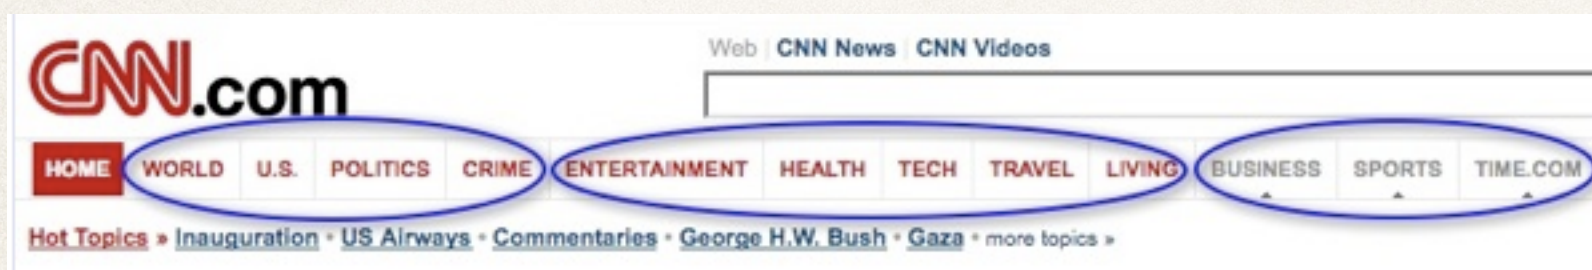 CNN.com
Web | CNN News | CNN Videos
HOME WORLD U.S. POLITICS CRIME ENTERTAINMENT HEALTH TECH TRAVEL LIVING BUSINESS SPORTS TIME.COM
Hot Topics » Inauguration • US Airways • Commentaries • George H.W. Bush • Gaza • more topics »